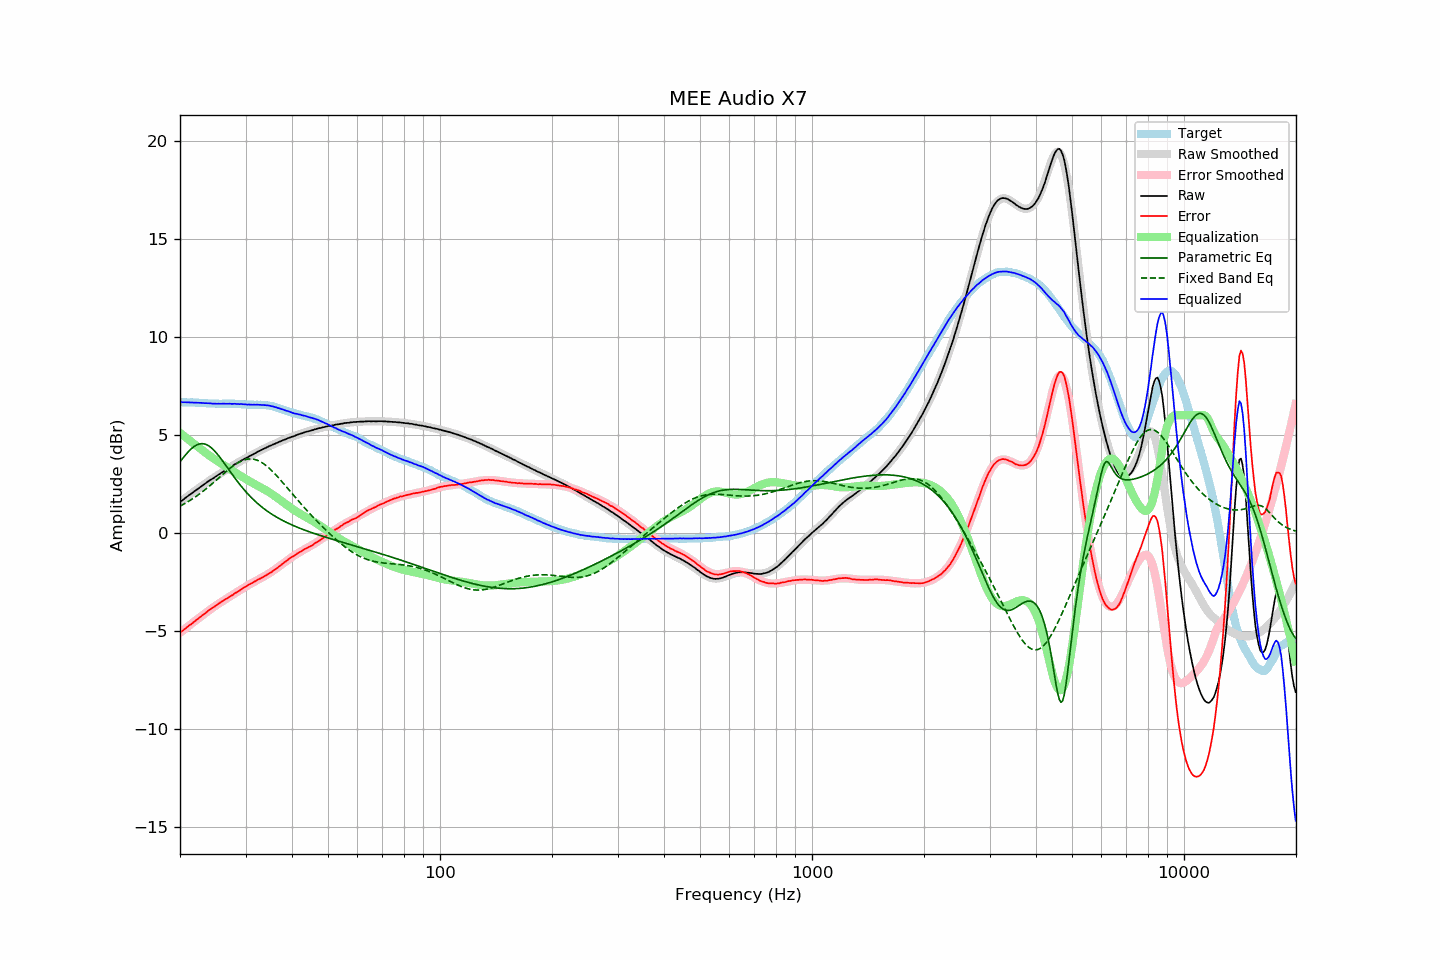 MEE Audio X7
20
15
10
5
0
−5
−10
−15
Amplitude (dBr)
100
1000
10000
Frequency (Hz)
Target
Raw Smoothed
Error Smoothed
Raw
Error
Equalization
Parametric Eq
Fixed Band Eq
Equalized